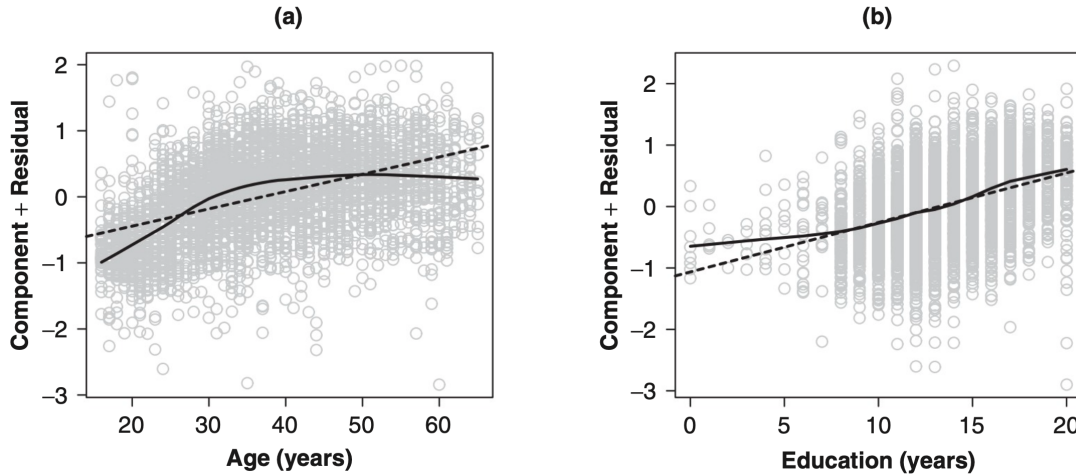 (a)
Component + Residual
2
1
0
−1
−2
−3
20 30 40 50 60
Age (years)
(b)
Component + Residual
2
1
0
−1
−2
−3
0 5 10 15 20
Education (years)